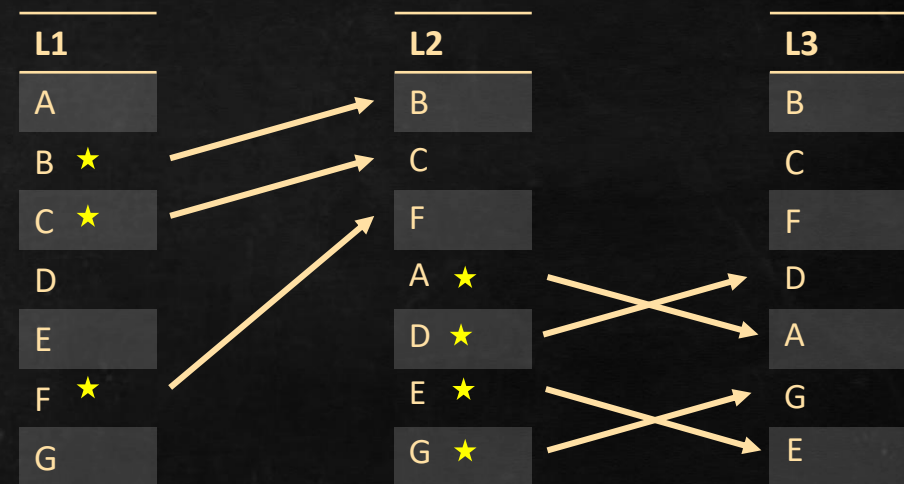 L1 L2 L3
A B B
B C C
C F F
D A D
E D A
F E G
G G E